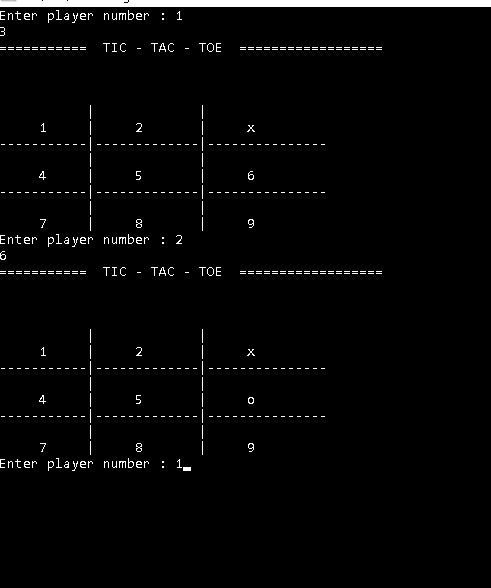 Enter player number : 1
3
=========== TIC - TAC - TOE ==================
1 | 2 | x
4 | 5 | 6
7 | 8 | 9
Enter player number : 2
6
=========== TIC - TAC - TOE ==================
1 | 2 | x
4 | 5 | o
7 | 8 | 9
Enter player number : 1